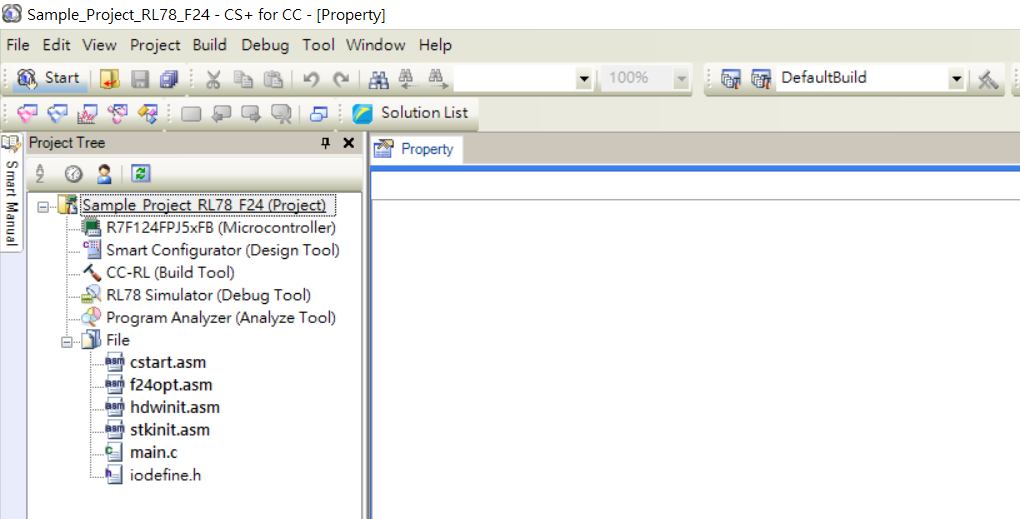 Sample_Project_RL78_F24 - CS+ for CC - [Property]
File Edit View Project Build Debug Tool Window Help
Start 100% DefaultBuild
Solution List
Smart Manual
Project Tree
Property
Sample_Project_RL78_F24 (Project)
R7F124FPJ5xFB (Microcontroller)
Smart Configurator (Design Tool)
CC-RL (Build Tool)
RL78 Simulator (Debug Tool)
Program Analyzer (Analyze Tool)
File
asm cstart.asm
asm f24opt.asm
asm hdwinit.asm
asm stkinit.asm
c main.c
h iodefine.h